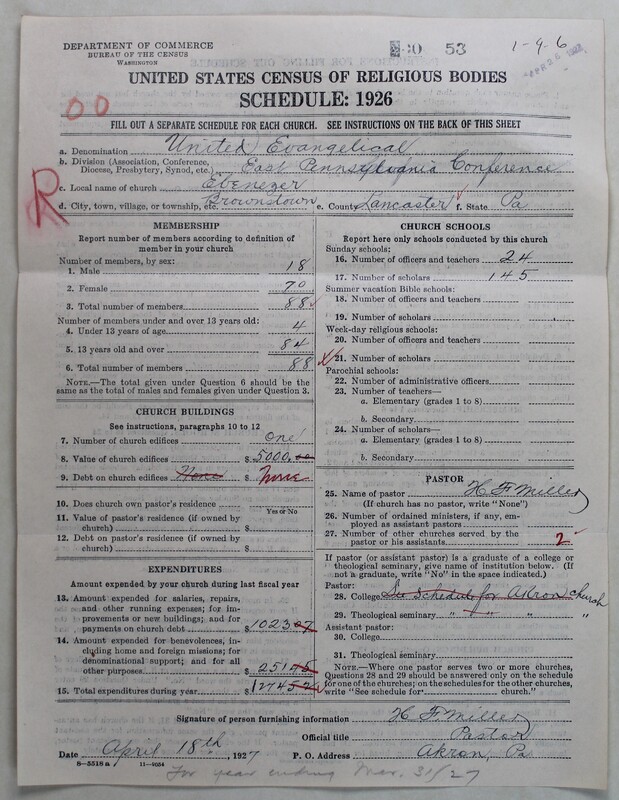 DEPARTMENT OF COMMERCE
BUREAU OF THE CENSUS
WASHINGTON
53
1-9-6
UNITED STATES CENSUS OF RELIGIOUS BODIES
SCHEDULE: 1926
00
FILL OUT A SEPARATE SCHEDULE FOR EACH CHURCH. SEE INSTRUCTIONS ON THE BACK OF THIS SHEET
R
a. Denomination United Evangelical
b. Division (Association, Conference, Diocese, Presbytery, Synod, etc.) East Pennsylvania Conference
c. Local name of church Ebenezer
d. City, town, village, or township, etc. Brownstown e. County Lancaster f. State Pa
MEMBERSHIP
Report number of members according to definition of
member in your church
Number of members, by sex:
1. Male 18
2. Female 70
3. Total number of members 88
Number of members under and over 13 years old:
4. Under 13 years of age 4
5. 13 years old and over 84
6. Total number of members 88
NOTE.—The total given under Question 6 should be
same as the total of males and females given under Question 3.
CHURCH BUILDINGS
See instructions, paragraphs 10 to 12
7. Number of church edifices one
8. Value of church edifices $5000.00
9. Debt on church edifices None $ none
10. Does church own pastor's residence
Yes or No
11. Value of pastor's residence (if owned by
church) $
12. Debt on pastor's residence (if owned by
church) $
EXPENDITURES
Amount expended by your church during last fiscal year
13. Amount expended for salaries, repairs,
and other running expenses; for im-
provements or new buildings; and for
payments on church debt $1023 07
14. Amount expended for benevolences, in-
cluding home and foreign missions; for
denominational support; and for all
other purposes $251 45
15. Total expenditures during year $1274 52
CHURCH SCHOOLS
Report here only schools conducted by this church
Sunday schools:
16. Number of officers and teachers 24
17. Number of scholars 145
Summer vacation Bible schools:
18. Number of officers and teachers
19. Number of scholars
Week-day religious schools:
20. Number of officers and teachers
21. Number of scholars
Parochial schools:
22. Number of administrative officers
23. Number of teachers—
a. Elementary (grades 1 to 8)
b. Secondary
24. Number of scholars—
a. Elementary (grades 1 to 8)
b. Secondary
PASTOR
25. Name of pastor H F Miller
(If church has no pastor, write "None")
26. Number of ordained ministers, if any, em-
ployed as assistant pastors
27. Number of other churches served by the
pastor or his assistants 2
If pastor (or assistant pastor) is a graduate of a college or
theological seminary, give name of institution below. (If
not a graduate, write "No" in the space indicated.)
Pastor:
28. College See Schedule for Akron church
29. Theological seminary " " " "
Assistant pastor:
30. College
31. Theological seminary
NOTE.—Where one pastor serves two or more churches,
Questions 28 and 29 should be answered only on the schedule
for one of the churches; on the schedules for the other churches,
write "See schedule for church."
Signature of person furnishing information H. F. Miller
Official title Pastor
Date April 18th, 1927 P. O. Address Akron, Pa
8-5518 a 11-9054
For year ending Mar. 31/27